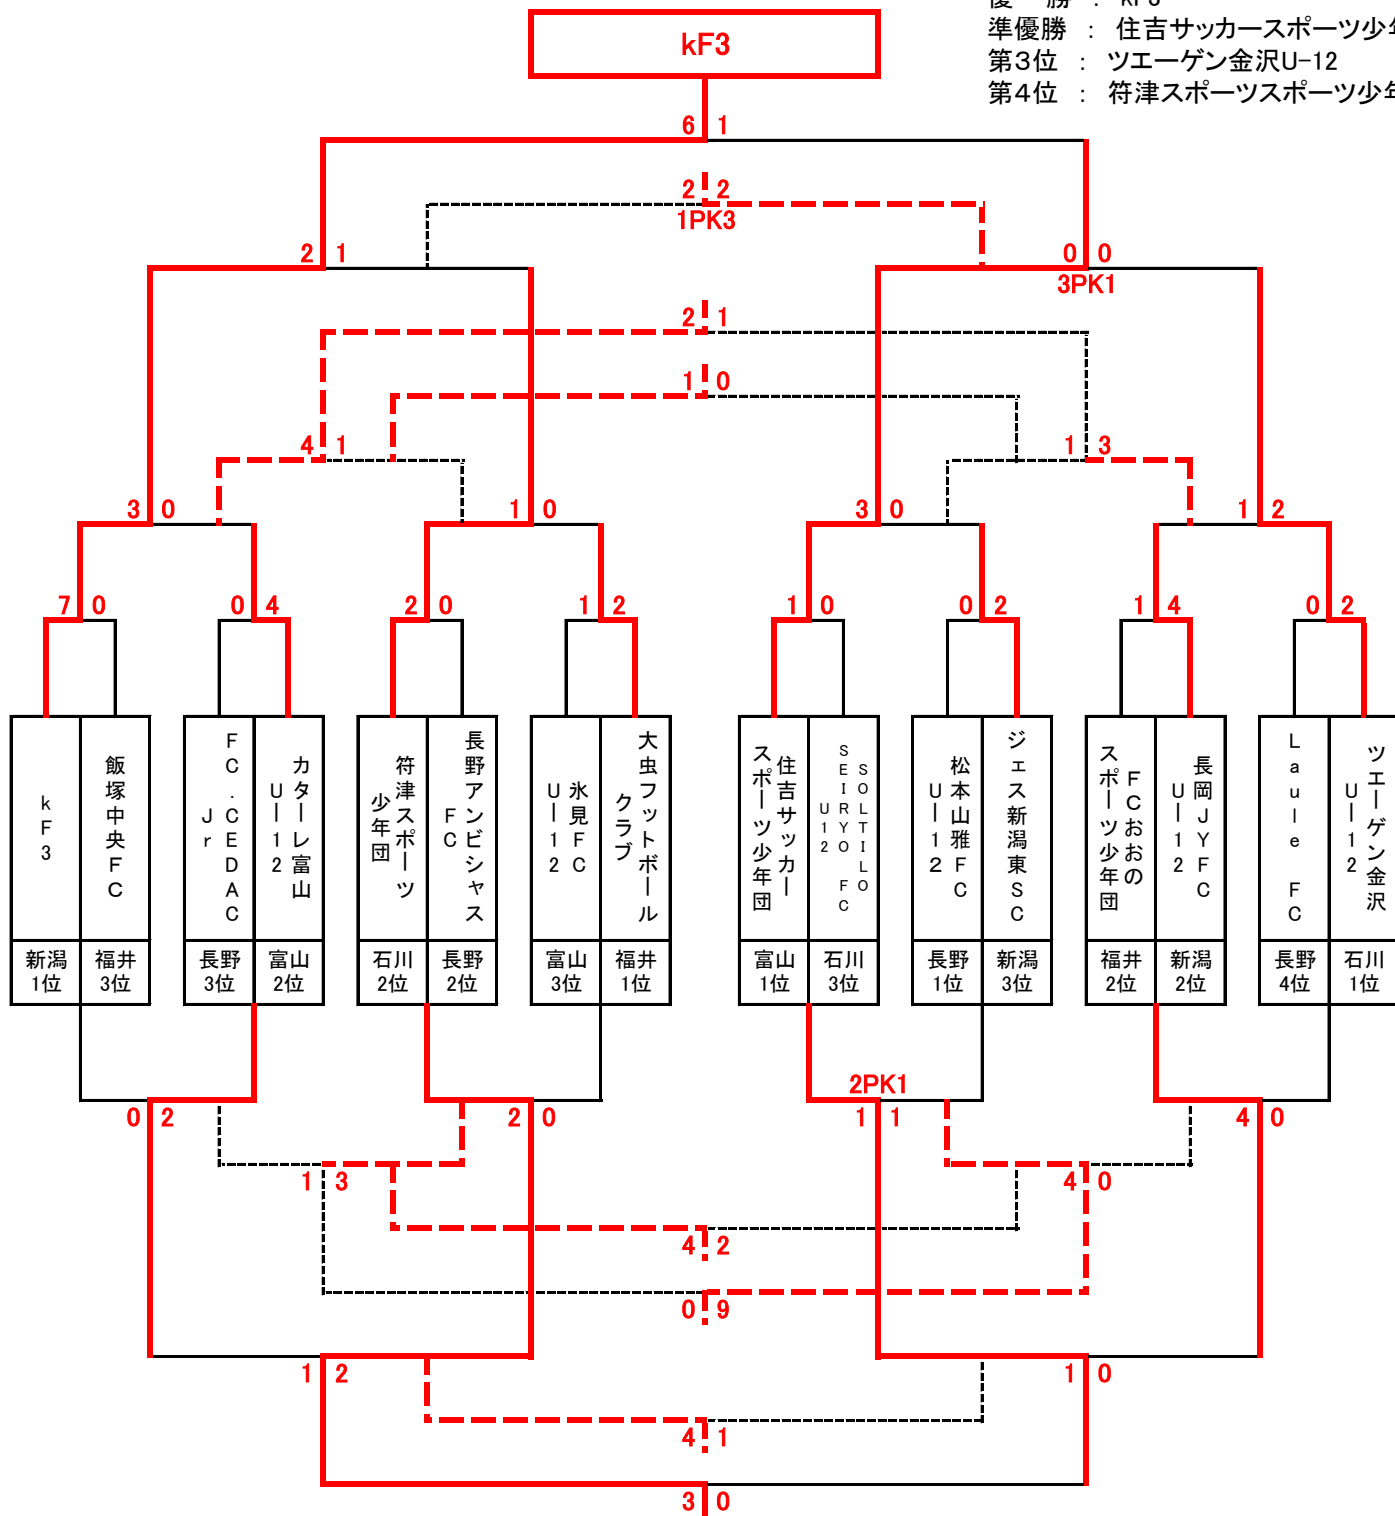 優　勝 : kF3
準優勝 : 住吉サッカースポーツ少年
第3位 : ツエーゲン金沢U-12
第4位 : 符津スポーツスポーツ少年
kF3
6 1
2 2
1PK3
2 1
0 0
3PK1
2 1
1 0
4 1
1 3
3 0
1 0
3 0
1 2
7 0
0 4
2 0
1 2
1 0
0 2
1 4
0 2
kF3
飯塚中央FC
FC.CEDAC
Jr
カターレ富山
U-12
符津スポーツ
少年団
長野アンビシャス
FC
氷見FC
U-12
大虫フットボール
クラブ
住吉サッカー
スポーツ少年団
SOLTILO
SEIRYO FC
U12
松本山雅FC
U-12
ジェス新潟東SC
FCおおの
スポーツ少年団
長岡JYFC
U-12
Laule FC
ツエーゲン金沢
U-12
新潟 福井 長野 富山 石川 長野 富山 福井 富山 石川 長野 新潟 福井 新潟 長野 石川
1位 3位 3位 2位 2位 2位 3位 1位 1位 3位 1位 3位 2位 2位 4位 1位
2PK1
0 2
2 0
1 1
4 0
1 3
4 0
4 2
0 9
1 2
1 0
4 1
3 0